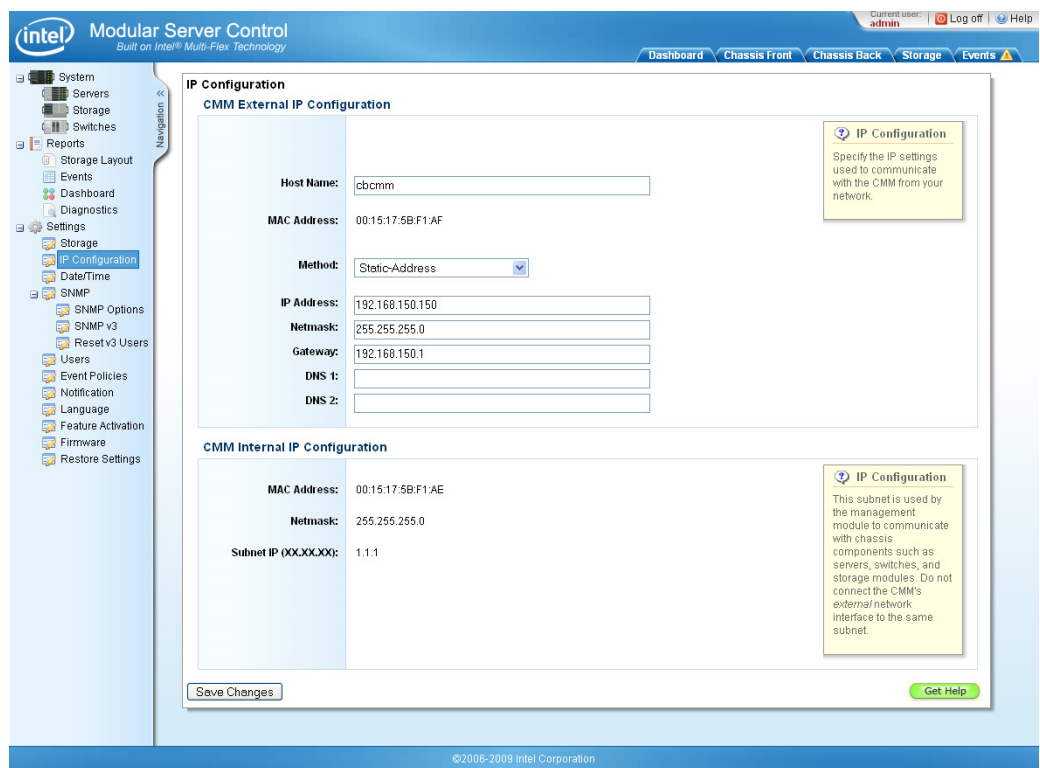 intel
Modular Server Control
Built on Intel® Multi-Flex Technology
Current user:
admin
Log off
Help
Dashboard
Chassis Front
Chassis Back
Storage
Events
System
Servers
Storage
Switches
Reports
Storage Layout
Events
Dashboard
Diagnostics
Settings
Storage
IP Configuration
Date/Time
SNMP
SNMP Options
SNMP v3
Reset v3 Users
Users
Event Policies
Notification
Language
Feature Activation
Firmware
Restore Settings
«
Navigation
IP Configuration
CMM External IP Configuration
Host Name: cbcmm
MAC Address: 00:15:17:5B:F1:AF
Method: Static-Address
IP Address: 192.168.150.150
Netmask: 255.255.255.0
Gateway: 192.168.150.1
DNS 1:
DNS 2:
? IP Configuration
Specify the IP settings
used to communicate
with the CMM from your
network.
CMM Internal IP Configuration
MAC Address: 00:15:17:5B:F1:AE
Netmask: 255.255.255.0
Subnet IP (XX.XX.XX): 1.1.1
? IP Configuration
This subnet is used by
the management
module to communicate
with chassis
components such as
servers, switches, and
storage modules. Do not
connect the CMM's
external network
interface to the same
subnet.
Save Changes
Get Help
©2006-2009 Intel Corporation